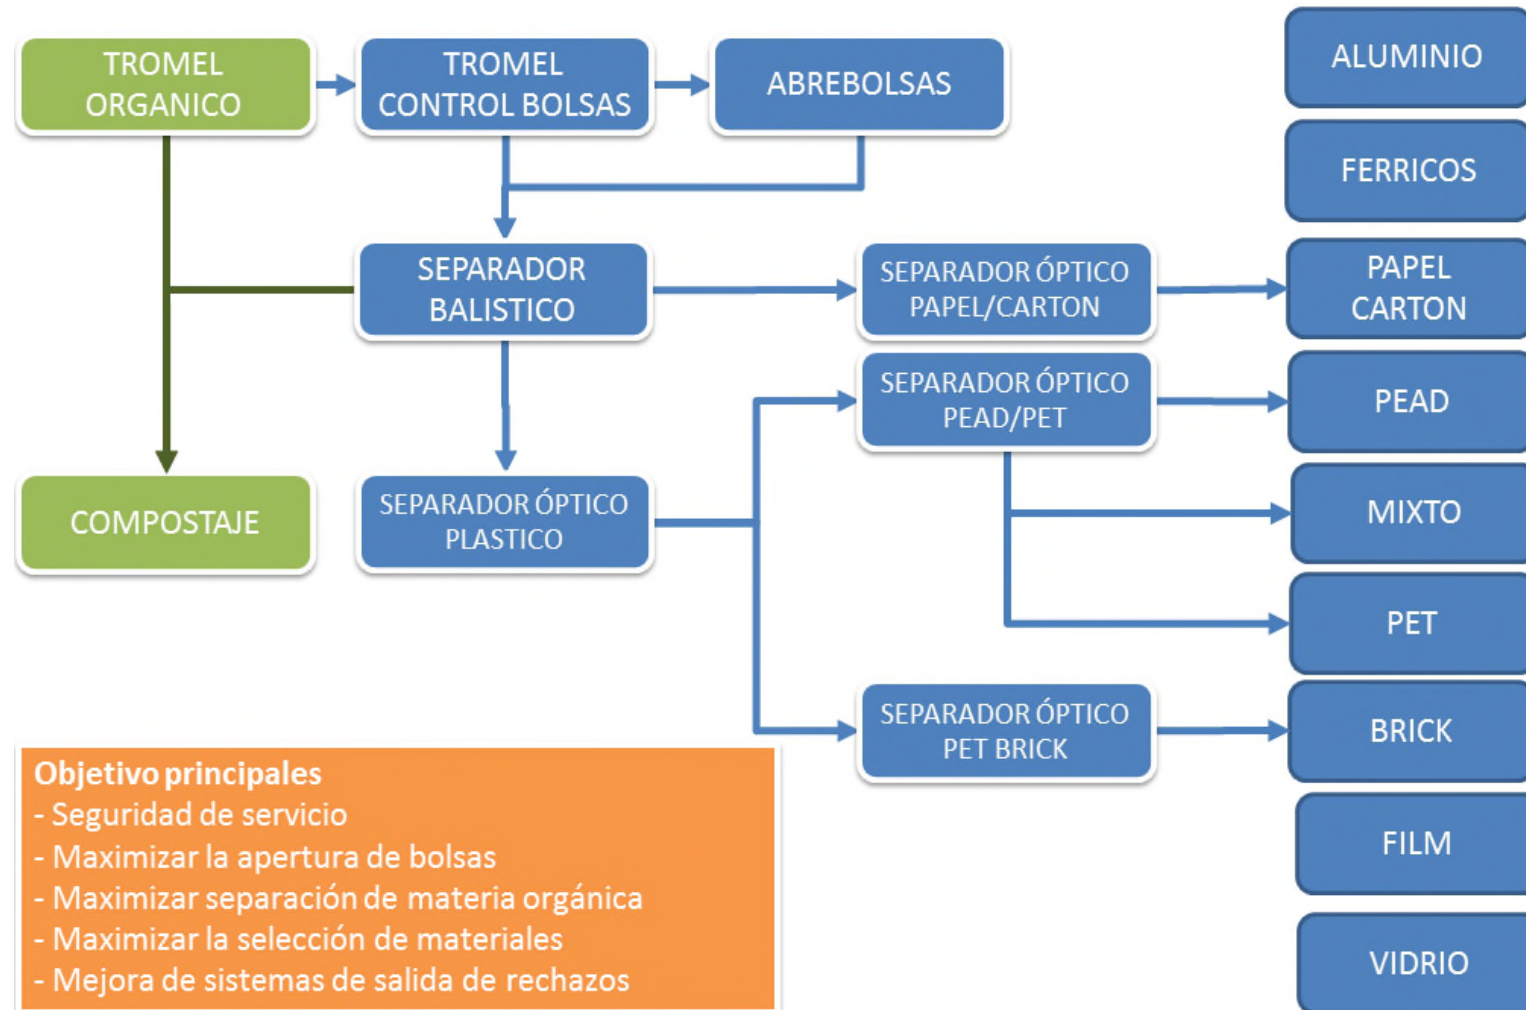 TROMEL
ORGANICO
TROMEL
CONTROL BOLSAS
ABREBOLSAS
ALUMINIO
FERRICOS
SEPARADOR
BALISTICO
SEPARADOR ÓPTICO
PAPEL/CARTON
PAPEL
CARTON
SEPARADOR ÓPTICO
PEAD/PET
PEAD
COMPOSTAJE
SEPARADOR ÓPTICO
PLASTICO
MIXTO
PET
SEPARADOR ÓPTICO
PET BRICK
BRICK
Objetivo principales
- Seguridad de servicio
- Maximizar la apertura de bolsas
- Maximizar separación de materia orgánica
- Maximizar la selección de materiales
- Mejora de sistemas de salida de rechazos
FILM
VIDRIO